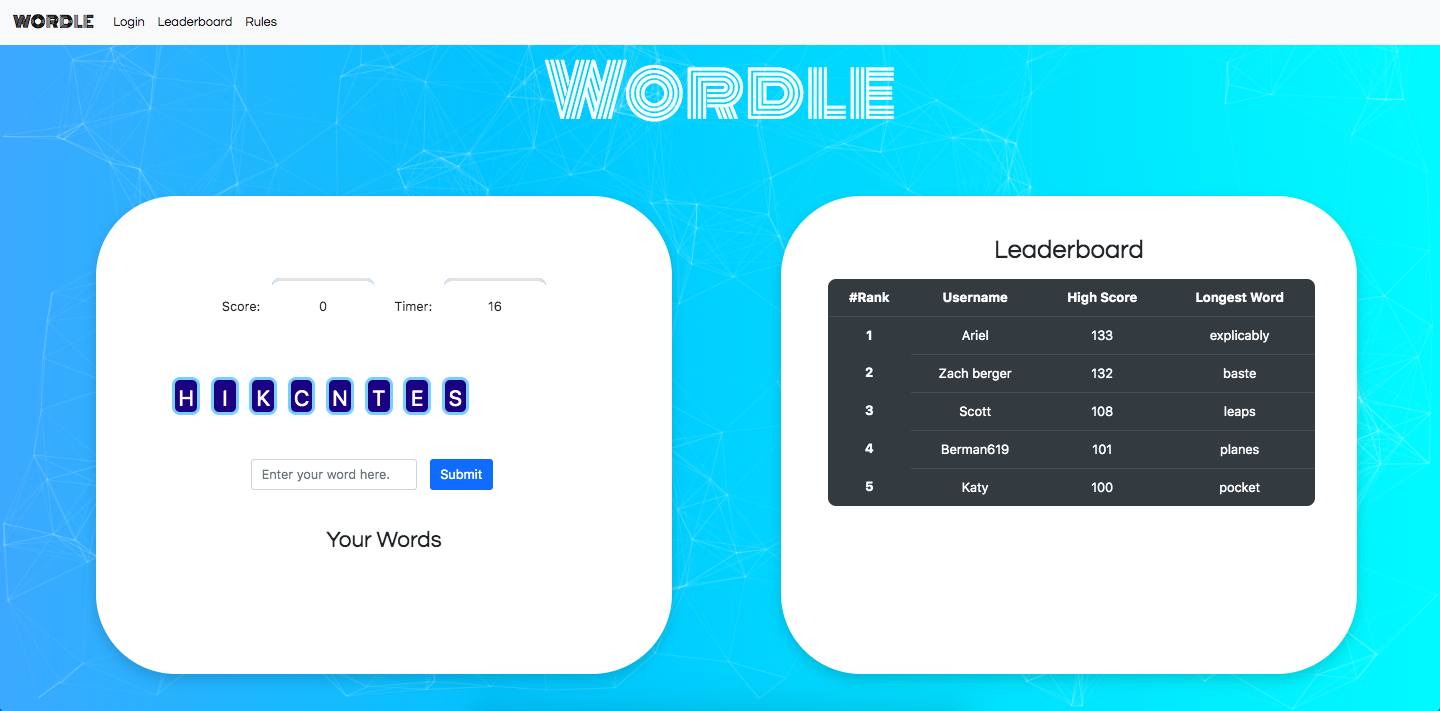 WORDLE Login Leaderboard Rules
WORDLE
Score: 0 Timer: 16
H I K C N T E S
Enter your word here. Submit
Your Words
Leaderboard
#Rank Username High Score Longest Word
1 Ariel 133 explicably
2 Zach berger 132 baste
3 Scott 108 leaps
4 Berman619 101 planes
5 Katy 100 pocket